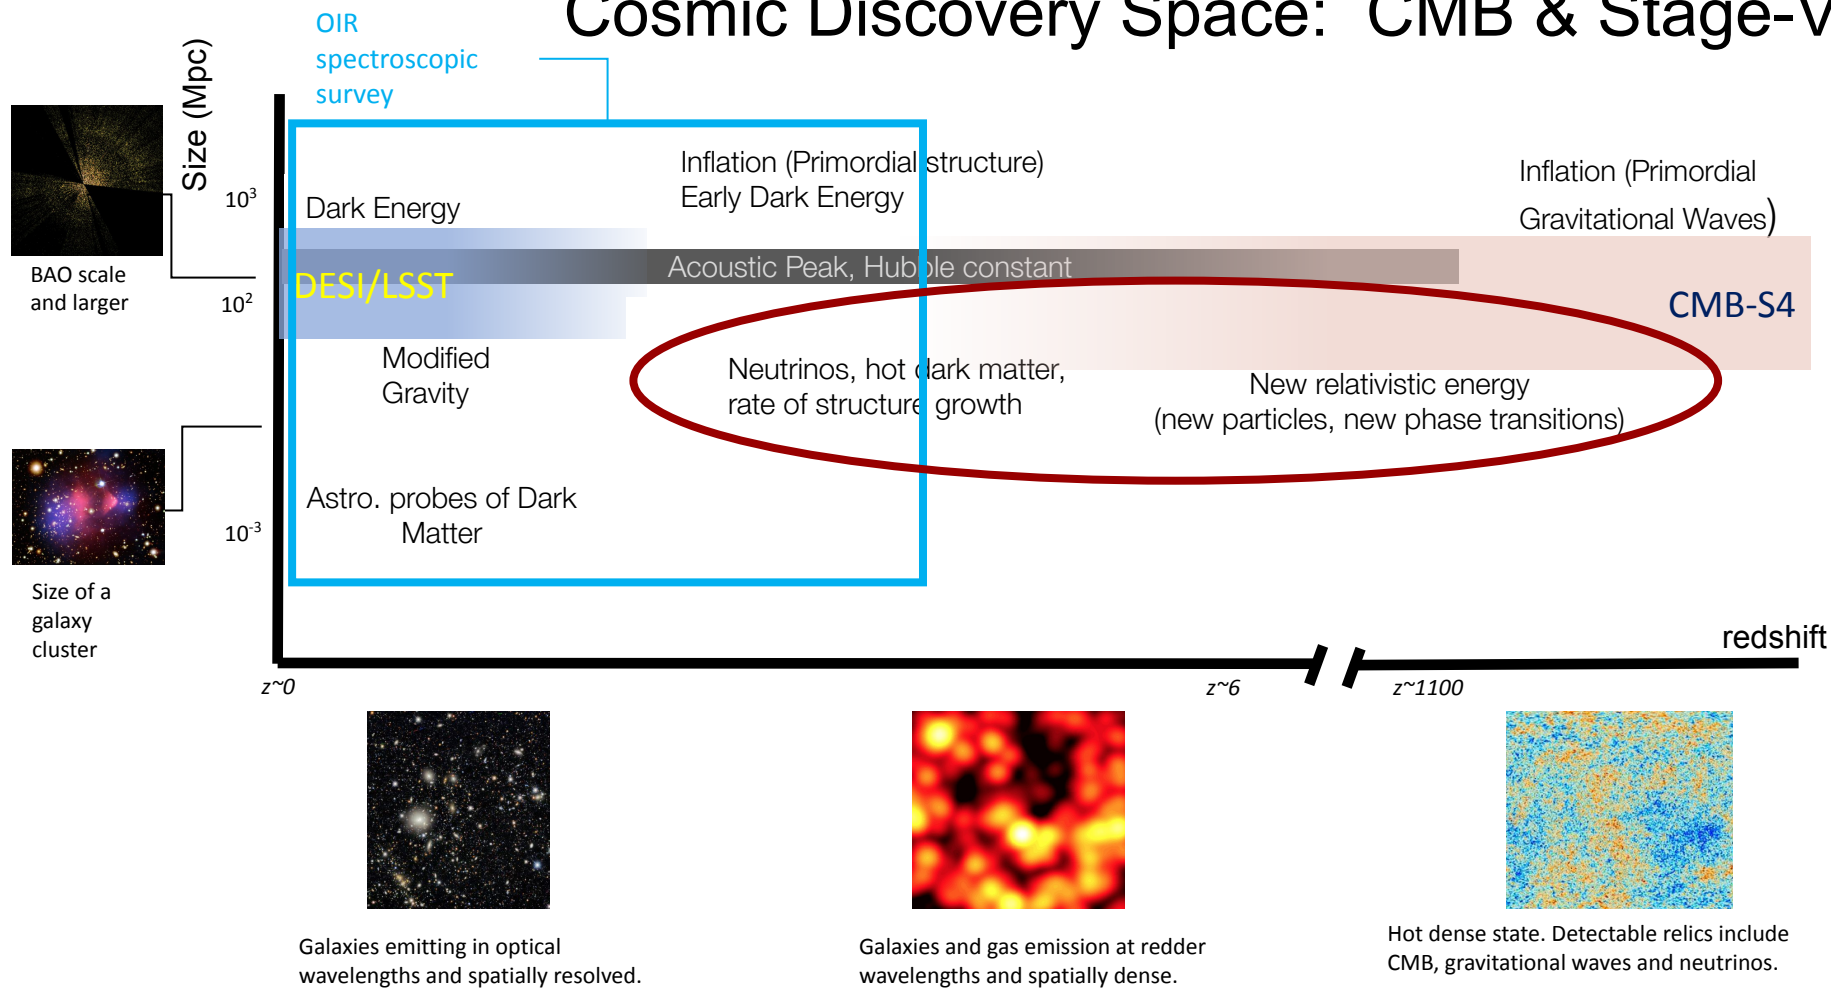 Cosmic Discovery Space: CMB & Stage-V
OIR
spectroscopic
survey
Size (Mpc)
Inflation (Primordial structure)
Early Dark Energy
Inflation (Primordial
Gravitational Waves)
10³
Dark Energy
Acoustic Peak, Hubble constant
DESI/LSST
BAO scale
and larger
10²
CMB-S4
Modified
Gravity
Neutrinos, hot dark matter,
rate of structure growth
New relativistic energy
(new particles, new phase transitions)
Astro. probes of Dark
Matter
10⁻³
Size of a
galaxy
cluster
redshift
z~0
z~6
z~1100
Galaxies emitting in optical
wavelengths and spatially resolved.
Galaxies and gas emission at redder
wavelengths and spatially dense.
Hot dense state. Detectable relics include
CMB, gravitational waves and neutrinos.